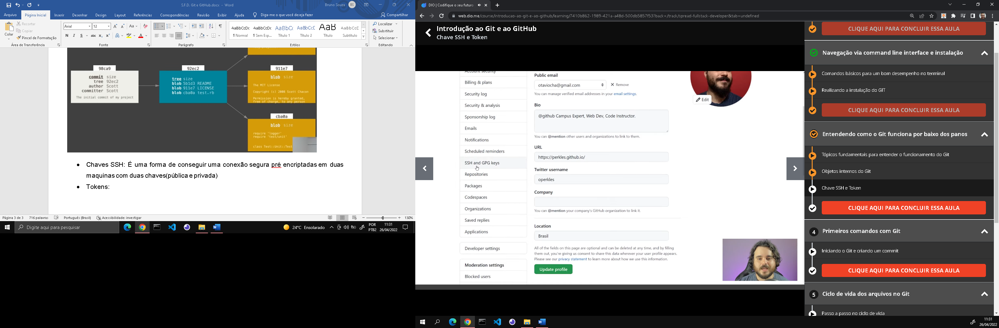 S.F.D. Git e GitHub.docx - Word
Bruno Souza
BS
Arquivo
Página Inicial
Inserir
Desenhar
Design
Layout
Referências
Correspondências
Revisão
Exibir
Ajuda
Diga-me o que você deseja fazer
Compartilhar
Colar
Recortar
Copiar
Pincel de Formatação
Área de Transferência
Arial
12
Fonte
Parágrafo
AaBbCcDc
¶ Normal
AaBbCcDc
¶ Sem Esp...
AaBbC(
Título 1
AaBbCcC
Título 2
AaB
Título
AaBbCcD
Subtítulo
Estilos
Localizar
Substituir
Selecionar
Editando
98ca9
commit size
tree 92ec2
author Scott
committer Scott
The initial commit of my project
92ec2
tree size
blob 5b1d3 README
blob 911e7 LICENSE
blob cba0a test.rb
911e7
blob size
The MIT License
Copyright (c) 2008 Scott Chacon
Permission is hereby granted,
free of charge, to any person
cba0a
blob size
require 'logger'
require 'test/unit'
class Test::Unit::Test
• Chaves SSH: É uma forma de conseguir uma conexão segura pré encriptadas em duas
maquinas com duas chaves(pública e privada)
• Tokens:
Página 3 de 3
716 palavras
Português (Brasil)
Acessibilidade: investigar
130%
Digite aqui para pesquisar
24°C Ensolarado
POR
PTB2
11:31
26/04/2022
DIO | Codifique o seu futuro
web.dio.me/course/introducao-ao-git-e-ao-github/learning/7410b862-1989-421a-a48d-500db5857f53?back=/track/spread-fullstack-developer&tab=undefined
Introdução ao Git e ao GitHub
Chave SSH e Token
Account security
Billing & plans
Security log
Security & analysis
Sponsorship log
Emails
Notifications
Scheduled reminders
SSH and GPG keys
Repositories
Packages
Codespaces
Organizations
Saved replies
Applications
Developer settings
Moderation settings
Blocked users
Public email
otaviocha@gmail.com
Remove
You can manage verified email addresses in your email settings.
Bio
@github Campus Expert, Web Dev, Code Instructor.
You can @mention other users and organizations to link to them.
URL
https://perkles.github.io/
Twitter username
operkles
Company
You can @mention your company's GitHub organization to link it.
Location
Brasil
All of the fields on this page are optional and can be deleted at any time, and by filling
them out, you're giving us consent to share this data wherever your user profile appears.
Please see our privacy statement to learn more about how we use this information.
Update profile
Edit
CLIQUE AQUI PARA CONCLUIR ESSA AULA
Navegação via command line interface e instalação
Comandos básicos para um bom desempenho no terminal
Realizando a instalação do GIT
CLIQUE AQUI PARA CONCLUIR ESSA AULA
Entendendo como o Git funciona por baixo dos panos
Tópicos fundamentais para entender o funcionamento do Git
Objetos internos do Git
Chave SSH e Token
CLIQUE AQUI PARA CONCLUIR ESSA AULA
4 Primeiros comandos com Git
Iniciando o Git e criando um commit
CLIQUE AQUI PARA CONCLUIR ESSA AULA
5 Ciclo de vida dos arquivos no Git
Passo a passo no ciclo de vida
11:31
26/04/2022